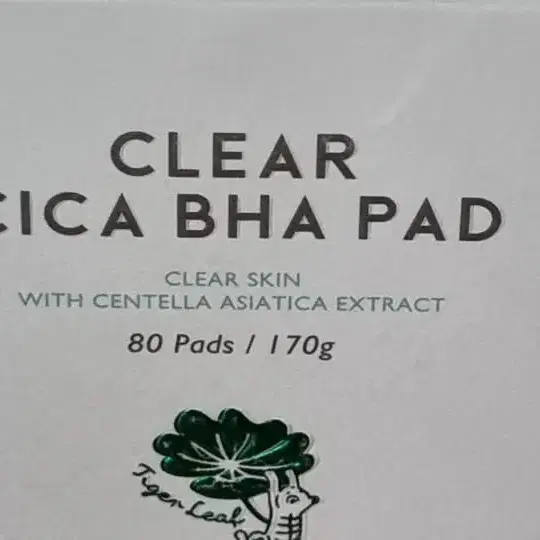 CLEAR
CICA BHA PAD
CLEAR SKIN
WITH CENTELLA ASIATICA EXTRACT
80 Pads / 170g
Tiger Leaf